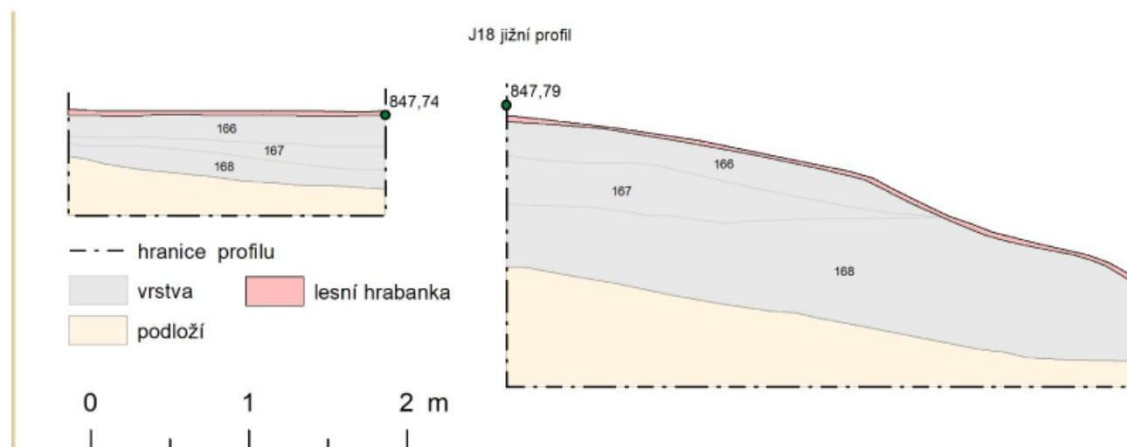 J18 jižní profil
847,74
166
167
168
847,79
166
167
168
hranice profilu
vrstva
lesní hrabanka
podloží
0 1 2 m